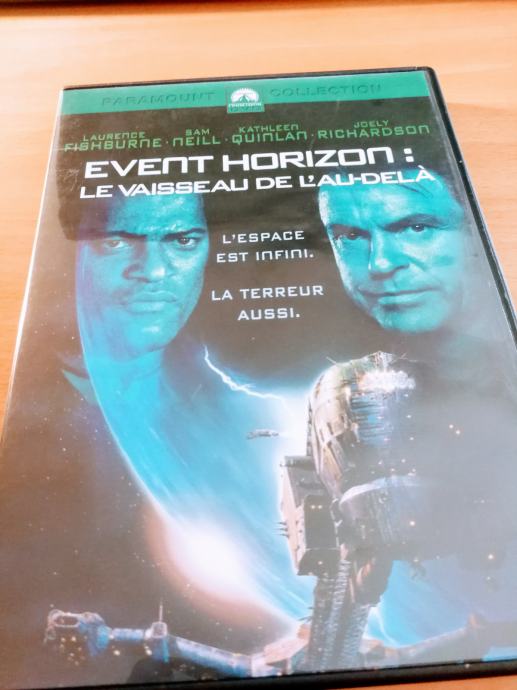 PARAMOUNT COLLECTION
LAURENCE FISHBURNE · SAM NEILL · KATHLEEN QUINLAN · JOELY RICHARDSON
EVENT HORIZON :
LE VAISSEAU DE L'AU-DELÀ
L'ESPACE
EST INFINI.
LA TERREUR
AUSSI.